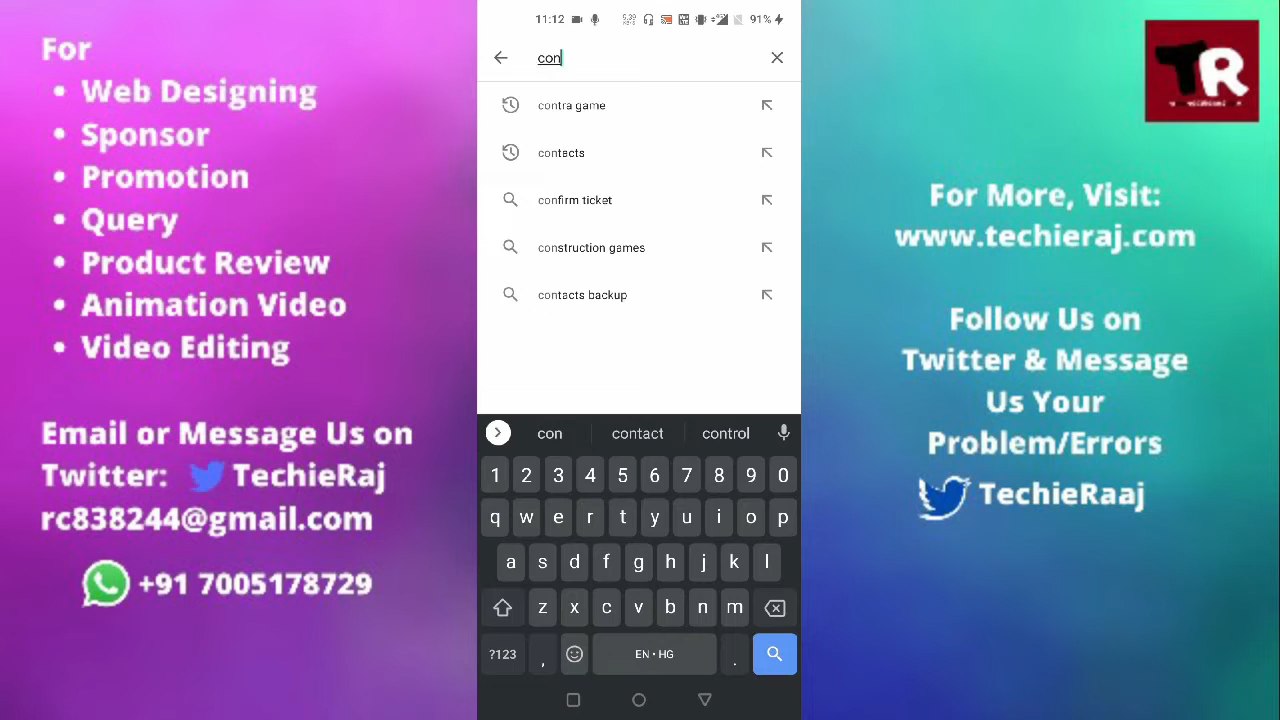 For
• Web Designing
• Sponsor
• Promotion
• Query
• Product Review
• Animation Video
• Video Editing
Email or Message Us on
Twitter: TechieRaj
rc838244@gmail.com
+91 7005178729
11:12
91%
con
contra game
contacts
confirm ticket
construction games
contacts backup
con contact control
1 2 3 4 5 6 7 8 9 0
q w e r t y u i o p
a s d f g h j k l
z x c v b n m
?123 , EN • HG .
TR
For More, Visit:
www.techieraj.com
Follow Us on
Twitter & Message
Us Your
Problem/Errors
TechieRaaj